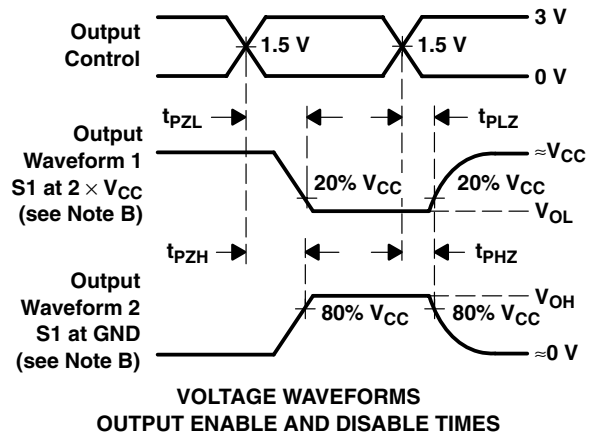 Output
Control
1.5 V
1.5 V
3 V
0 V
tPZL
tPLZ
Output
Waveform 1
S1 at 2 × VCC
(see Note B)
20% VCC
20% VCC
≈VCC
VOL
tPZH
tPHZ
Output
Waveform 2
S1 at GND
(see Note B)
80% VCC
80% VCC
VOH
≈0 V
VOLTAGE WAVEFORMS
OUTPUT ENABLE AND DISABLE TIMES